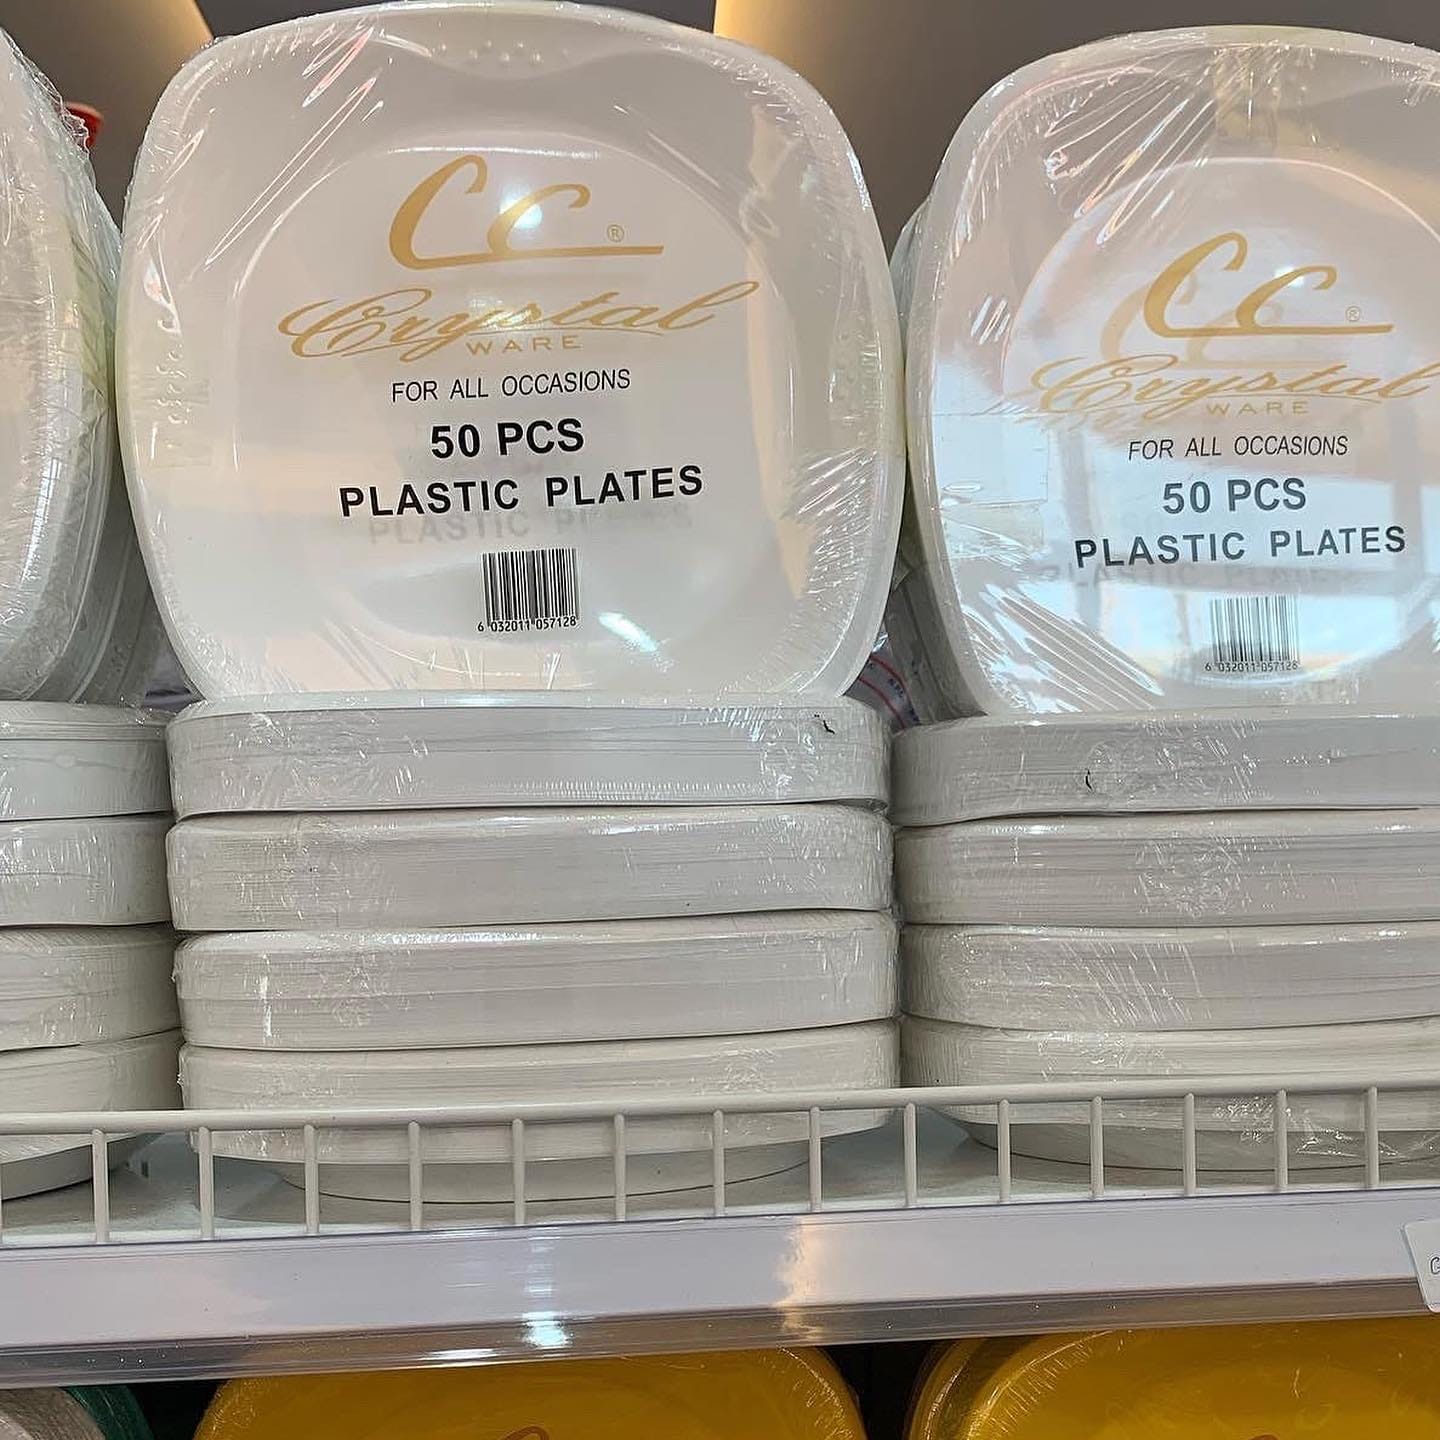 CC®
Crystal
WARE
FOR ALL OCCASIONS
50 PCS
PLASTIC PLATES
6 032011 057128
CC®
Crystal
WARE
FOR ALL OCCASIONS
50 PCS
PLASTIC PLATES
6 032011 057128